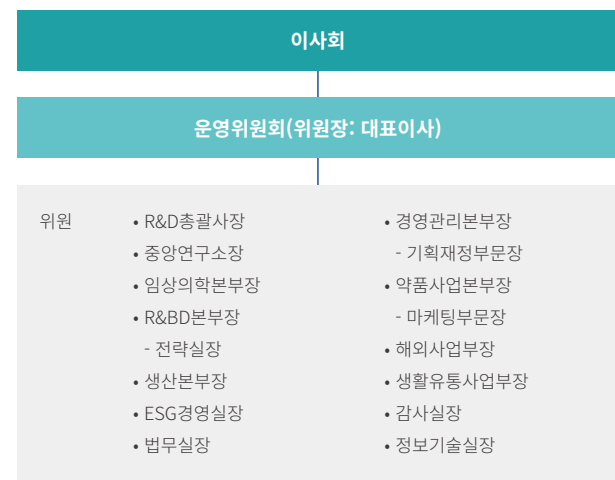 이사회
운영위원회(위원장: 대표이사)
위원
• R&D총괄사장
• 중앙연구소장
• 임상의학본부장
• R&BD본부장
- 전략실장
• 생산본부장
• ESG경영실장
• 법무실장
• 경영관리본부장
- 기획재정부문장
• 약품사업본부장
- 마케팅부문장
• 해외사업부장
• 생활유통사업부장
• 감사실장
• 정보기술실장